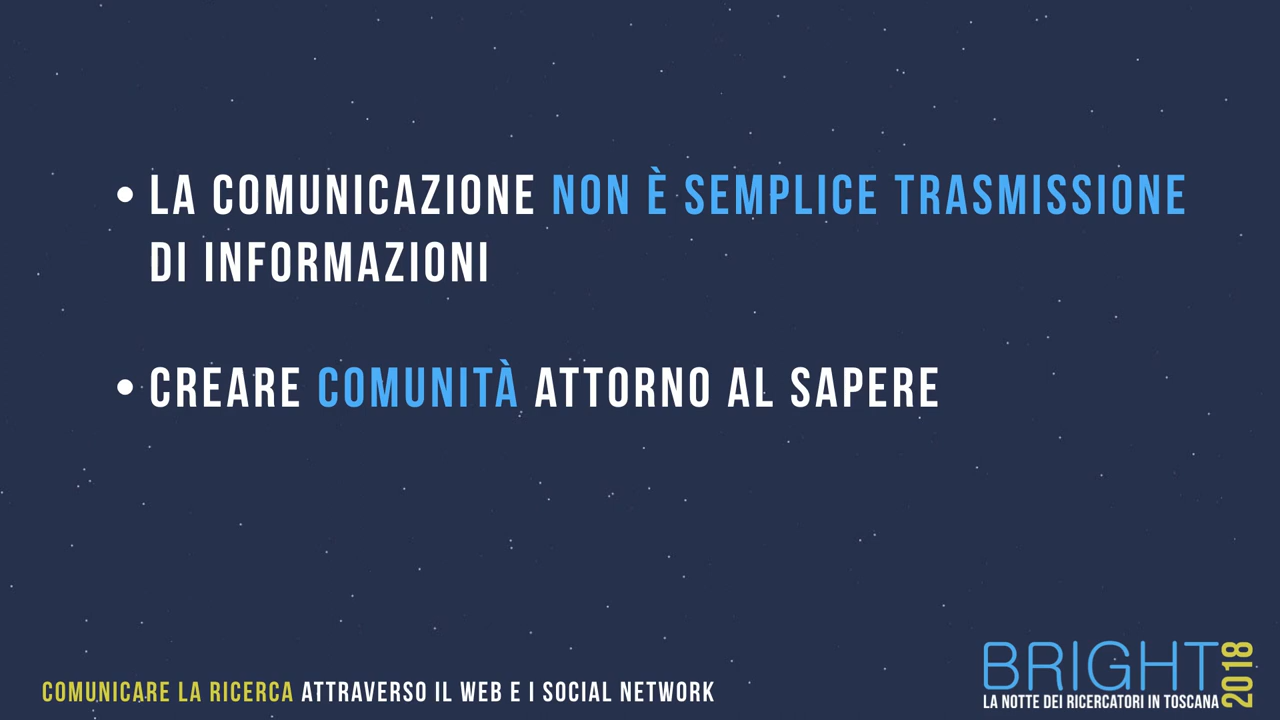 • LA COMUNICAZIONE NON È SEMPLICE TRASMISSIONE
DI INFORMAZIONI
• CREARE COMUNITÀ ATTORNO AL SAPERE
COMUNICARE LA RICERCA ATTRAVERSO IL WEB E I SOCIAL NETWORK
BRIGHT
LA NOTTE DEI RICERCATORI IN TOSCANA
2018